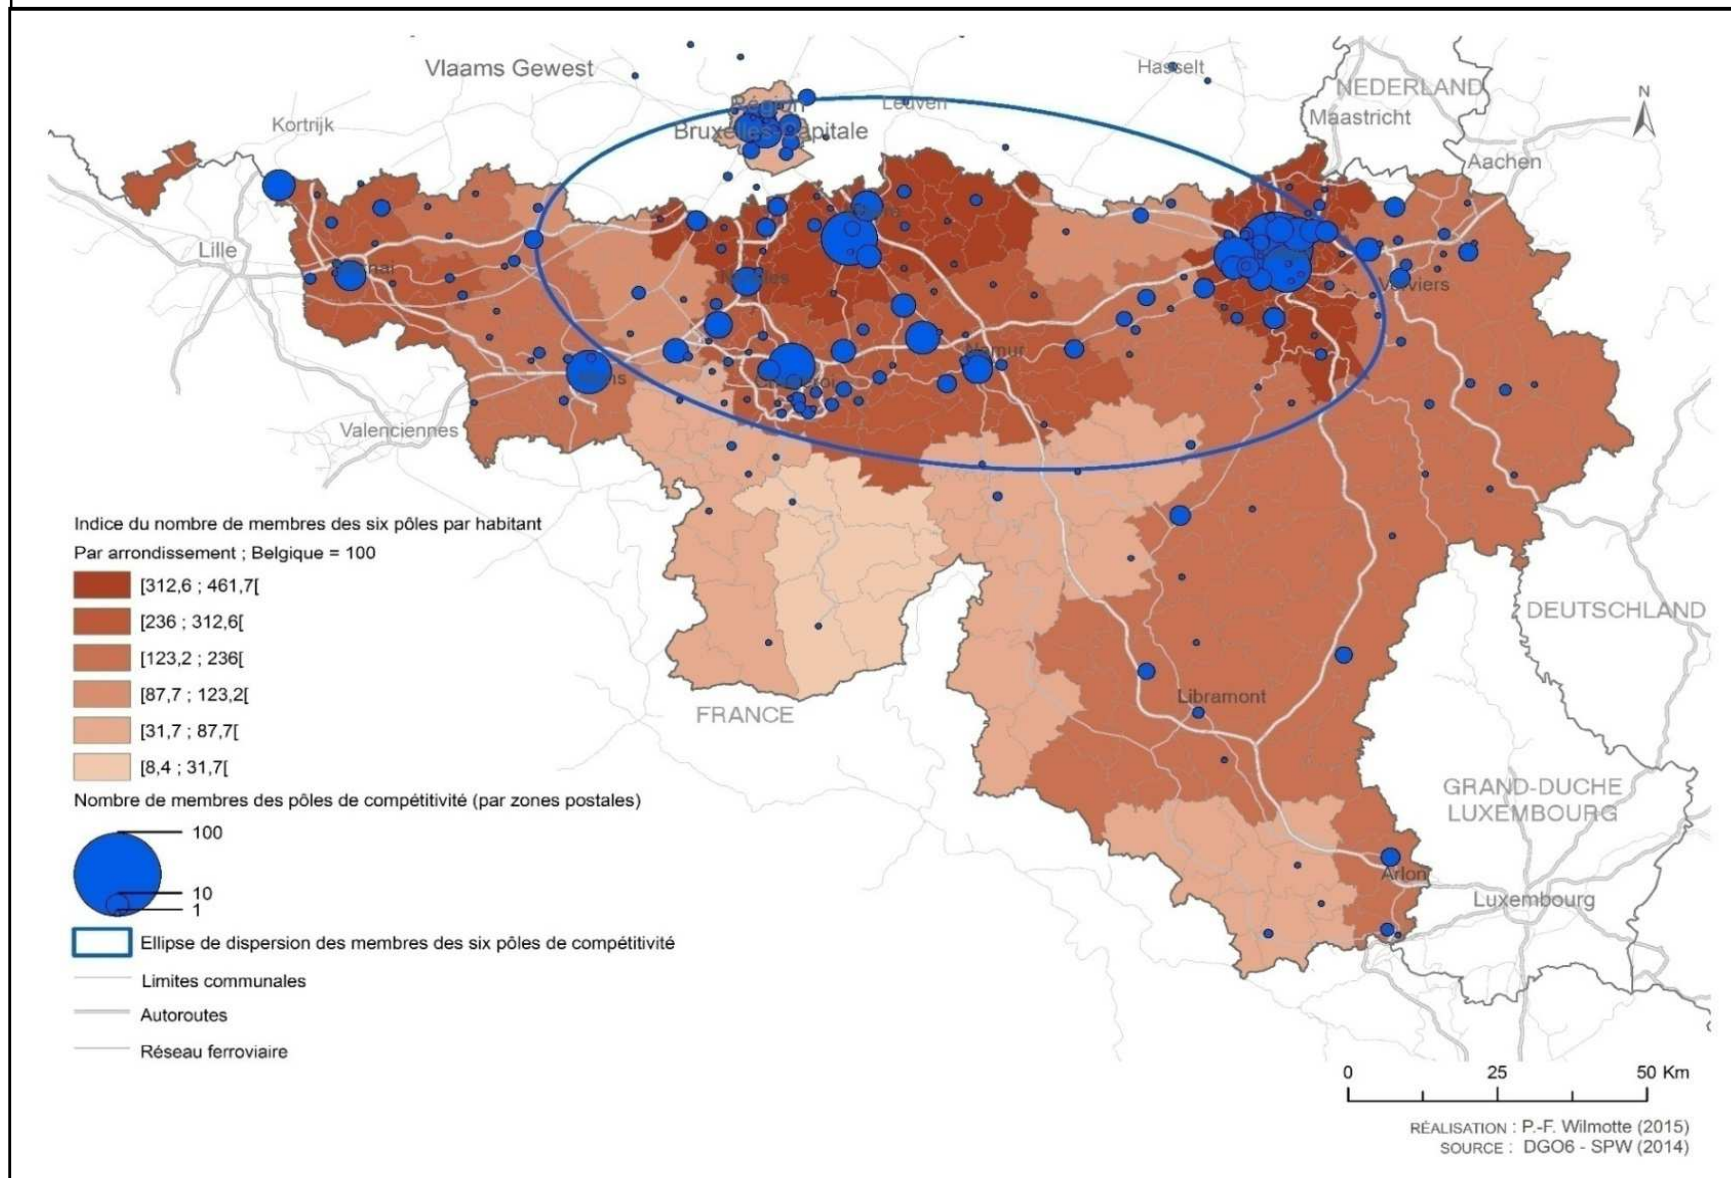 Vlaams Gewest
Hasselt
NEDERLAND
N
Région
Leuven
Kortrijk
Bruxelles-Capitale
Maastricht
Aachen
Lille
Verviers
Namur
Mons
Charleroi
Valenciennes
Indice du nombre de membres des six pôles par habitant
Par arrondissement ; Belgique = 100
[312,6 ; 461,7[
[236 ; 312,6[
[123,2 ; 236[
[87,7 ; 123,2[
[31,7 ; 87,7[
[8,4 ; 31,7[
DEUTSCHLAND
Libramont
FRANCE
GRAND-DUCHE
LUXEMBOURG
Arlon
Luxembourg
Nombre de membres des pôles de compétitivité (par zones postales)
100
10
1
Ellipse de dispersion des membres des six pôles de compétitivité
Limites communales
Autoroutes
Réseau ferroviaire
0 25 50 Km
RÉALISATION : P.-F. Wilmotte (2015)
SOURCE : DGO6 - SPW (2014)